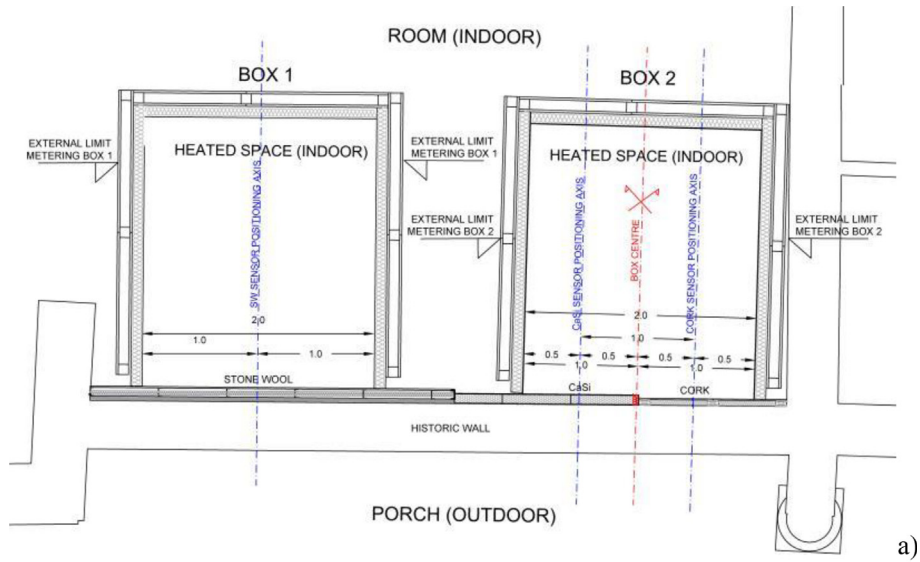 ROOM (INDOOR)
BOX 1
BOX 2
EXTERNAL LIMIT
METERING BOX 1
HEATED SPACE (INDOOR)
EXTERNAL LIMIT
METERING BOX 1
HEATED SPACE (INDOOR)
EXTERNAL LIMIT
METERING BOX 2
EXTERNAL LIMIT
METERING BOX 2
SW SENSOR POSITIONING AXIS
CaSi SENSOR POSITIONING AXIS
BOX CENTRE
CORK SENSOR POSITIONING AXIS
2.0
1.0
1.0
2.0
1.0
0.5
0.5
0.5
0.5
1.0
1.0
STONE WOOL
CaSi
CORK
HISTORIC WALL
PORCH (OUTDOOR)
a)